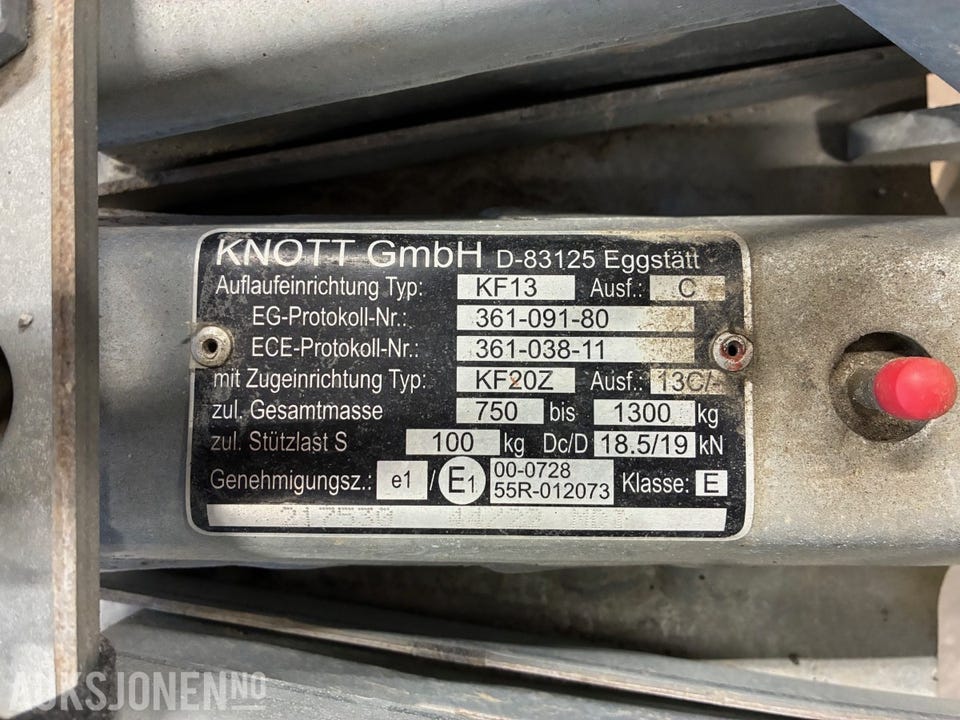 KNOTT GmbH D-83125 Eggstätt
Auflaufeinrichtung Typ: KF13 Ausf.: C
EG-Protokoll-Nr.: 361-091-80
ECE-Protokoll-Nr.: 361-038-11
mit Zugeinrichtung Typ: KF20Z Ausf.: 13C/-
zul. Gesamtmasse 750 bis 1300 kg
zul. Stützlast S 100 kg Dc/D 18.5/19 kN
Genehmigungsz.: e1 / E1 00-0728 Klasse: E
55R-012073
AUKSJONEN.NO